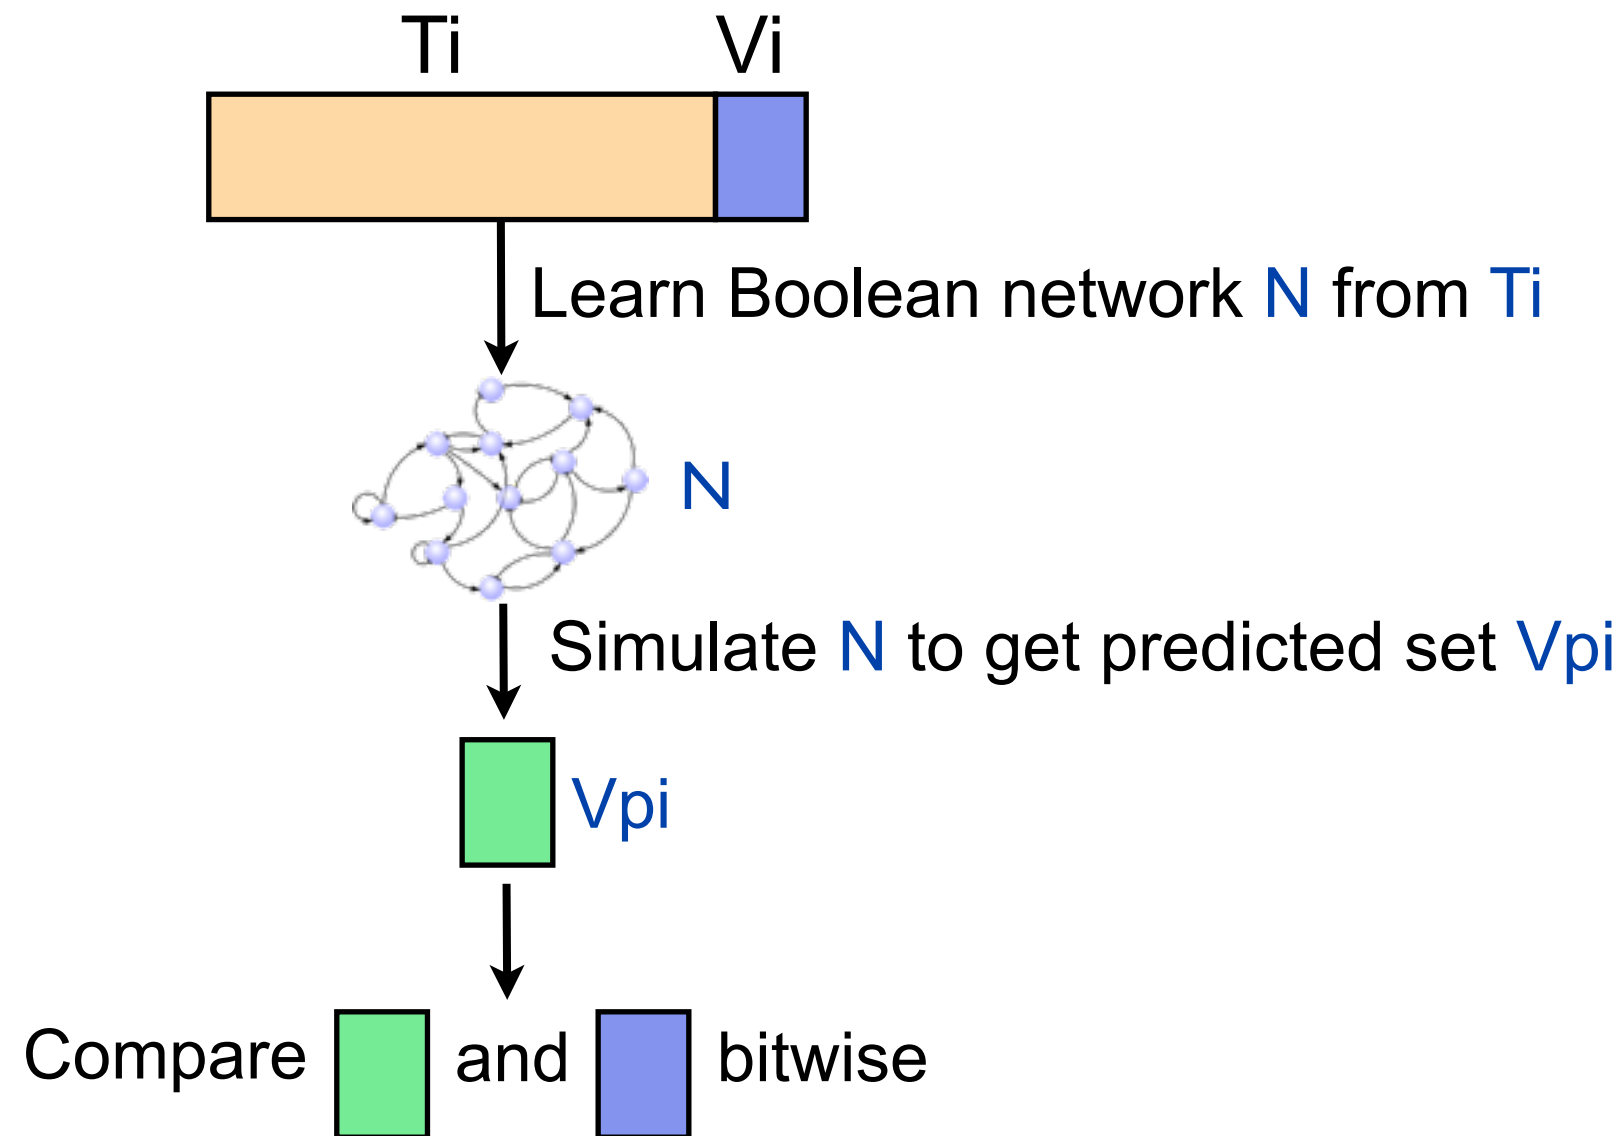 Ti Vi
Learn Boolean network N from Ti
N
Simulate N to get predicted set Vpi
Vpi
Compare and bitwise